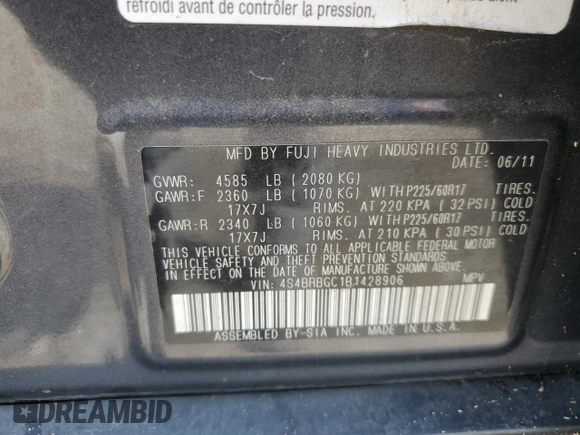 retroidi avant de contrôler la pression.
MFD BY FUJI HEAVY INDUSTRIES LTD.
DATE: 06/11
GVWR: 4585 LB ( 2080 KG)
GAWR:F 2360 LB ( 1070 KG) WITH P225/60R17 TIRES.
17X7J RIMS. AT 220 KPA ( 32 PSI) COLD
GAWR:R 2340 LB ( 1060 KG) WITH P225/60R17 TIRES.
17X7J RIMS. AT 210 KPA ( 30 PSI) COLD
THIS VEHICLE CONFORMS TO ALL APPLICABLE FEDERAL MOTOR
VEHICLE SAFETY AND THEFT PREVENTION STANDARDS
IN EFFECT ON THE DATE OF MANUFACTURE SHOWN ABOVE.
VIN: 4S4BRBGC1B1428906 MPV
ASSEMBLED BY-SIA INC. MADE IN U.S.A.
DREAMBID